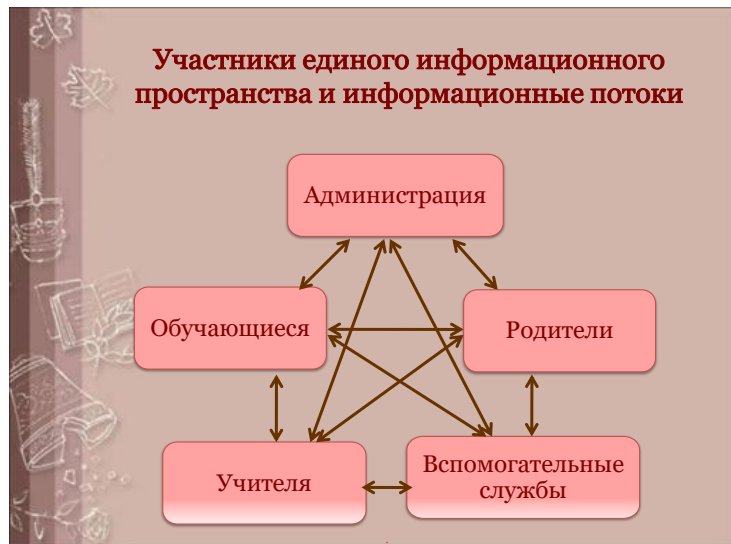 Участники единого информационного
пространства и информационные потоки
Администрация
Обучающиеся
Родители
Учителя
Вспомогательные
службы